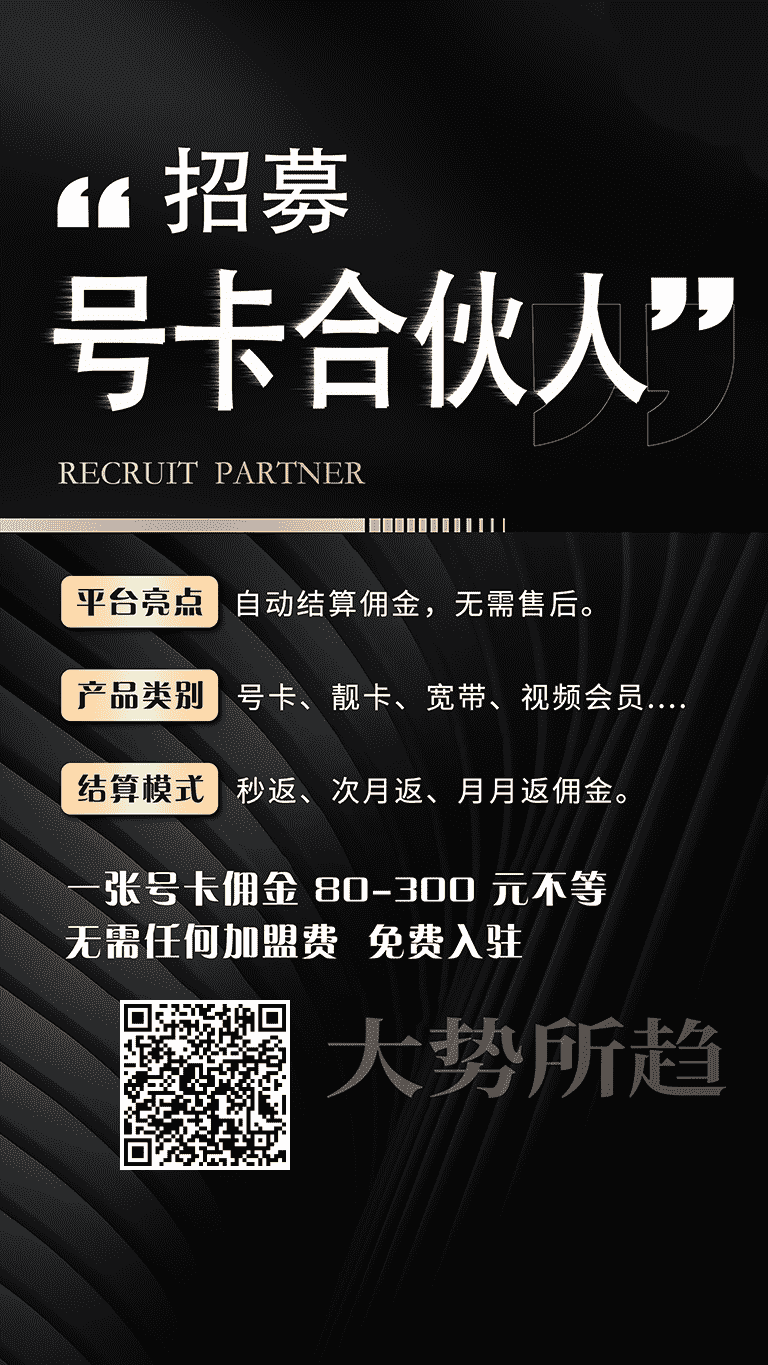 “招募
号卡合伙人”
RECRUIT PARTNER
平台亮点 自动结算佣金，无需售后。
产品类别 号卡、靓卡、宽带、视频会员....
结算模式 秒返、次月返、月月返佣金。
一张号卡佣金 80-300 元不等
无需任何加盟费 免费入驻
大势所趋